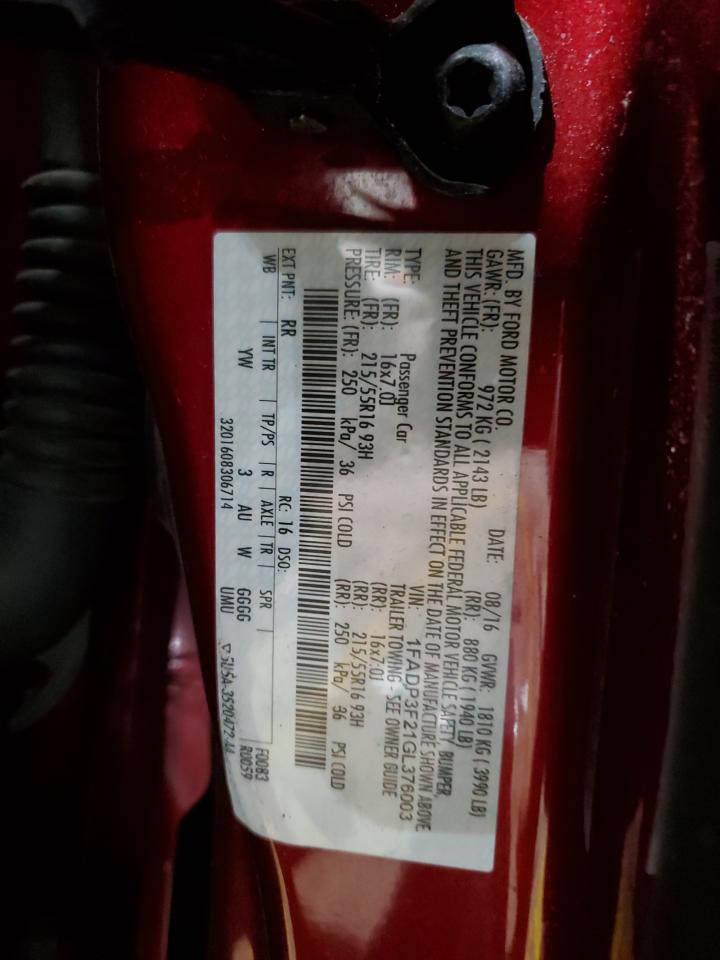 MFD. BY FORD MOTOR CO.
DATE: 08/16 GVWR: 1810 KG ( 3990 LB)
GAWR: (FR): 972 KG ( 2143 LB) (RR): 880 KG ( 1940 LB)
THIS VEHICLE CONFORMS TO ALL APPLICABLE FEDERAL MOTOR VEHICLE SAFETY, BUMPER,
AND THEFT PREVENTION STANDARDS IN EFFECT ON THE DATE OF MANUFACTURE SHOWN ABOVE
VIN: 1FADP3F21GL376003
TYPE: Passenger Car TRAILER TOWING - SEE OWNER GUIDE
RIM: (FR): 16x7.0J (RR): 16x7.0J
TIRE: (FR): 215/55R16 93H (RR): 215/55R16 93H
PRESSURE: (FR): 250 kPa/ 36 PSI COLD (RR): 250 kPa/ 36 PSI COLD
EXT PNT: RR RC: 16 DSO:
WB | INT TR | TP/PS | R | AXLE | TR | SPR F0083
YW 3 AU W GGGG R0059
3201608306714 UMU